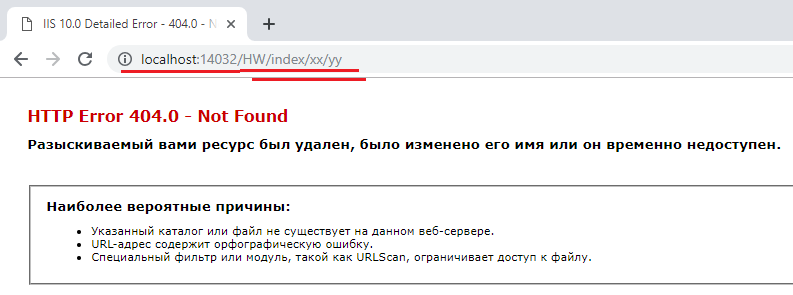 IIS 10.0 Detailed Error - 404.0 - N
localhost:14032/HW/index/xx/yy
HTTP Error 404.0 - Not Found
Разыскиваемый вами ресурс был удален, было изменено его имя или он временно недоступен.
Наиболее вероятные причины:
Указанный каталог или файл не существует на данном веб-сервере.
URL-адрес содержит орфографическую ошибку.
Специальный фильтр или модуль, такой как URLScan, ограничивает доступ к файлу.